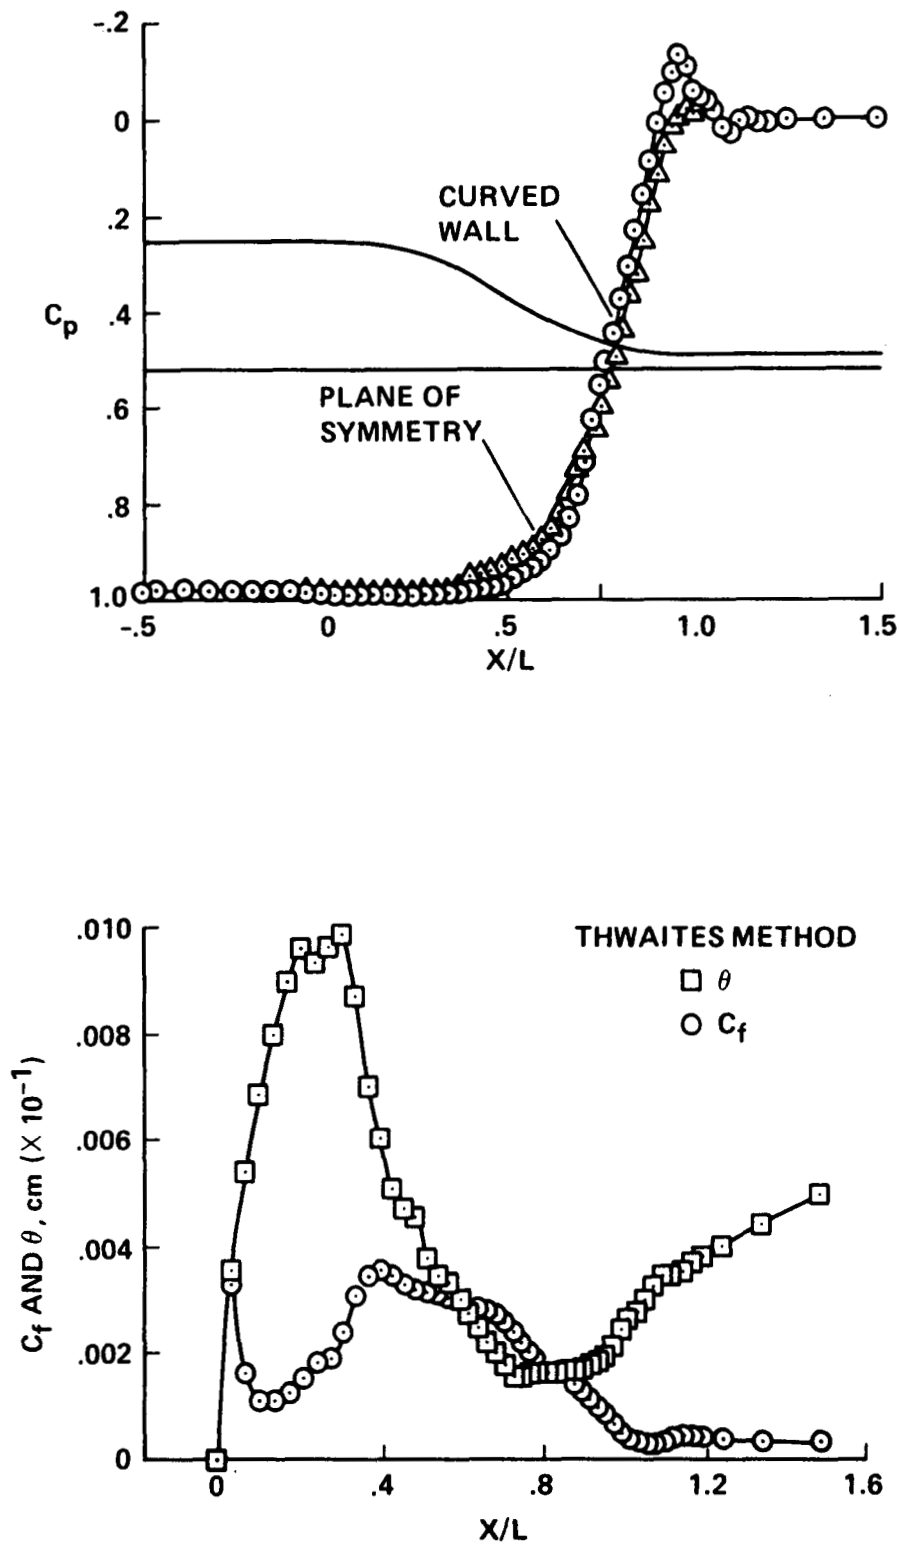 -.2
0
.2
.4
.6
.8
1.0
Cp
CURVED
WALL
PLANE OF
SYMMETRY
-.5
0
.5
1.0
1.5
X/L
.010
.008
.006
.004
.002
0
Cf AND θ, cm (X 10⁻¹)
THWAITES METHOD
θ
Cf
0
.4
.8
1.2
1.6
X/L